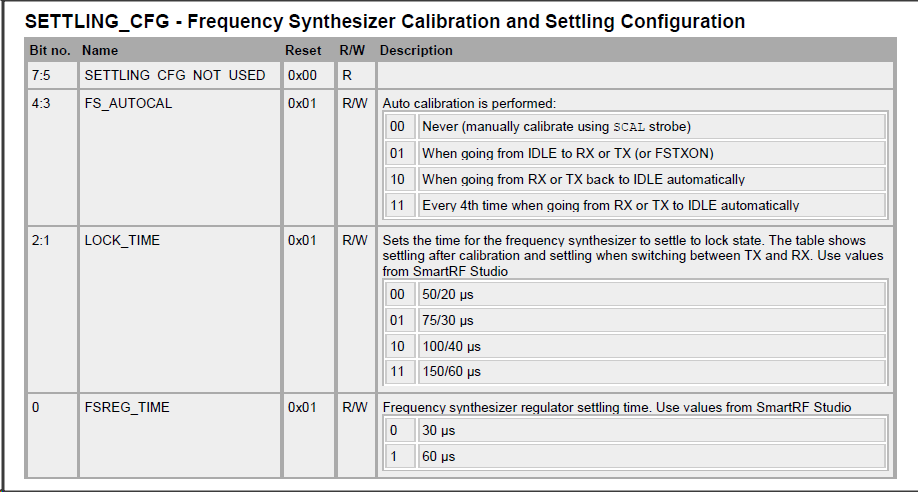 SETTLING_CFG - Frequency Synthesizer Calibration and Settling Configuration
Bit no. Name Reset R/W Description
7:5 SETTLING CFG NOT USED 0x00 R
4:3 FS_AUTOCAL 0x01 R/W Auto calibration is performed:
00 Never (manually calibrate using SCAL strobe)
01 When going from IDLE to RX or TX (or FSTXON)
10 When going from RX or TX back to IDLE automatically
11 Every 4th time when going from RX or TX to IDLE automatically
2:1 LOCK_TIME 0x01 R/W Sets the time for the frequency synthesizer to settle to lock state. The table shows
settling after calibration and settling when switching between TX and RX. Use values
from SmartRF Studio
00 50/20 µs
01 75/30 µs
10 100/40 µs
11 150/60 µs
0 FSREG_TIME 0x01 R/W Frequency synthesizer regulator settling time. Use values from SmartRF Studio
0 30 µs
1 60 µs